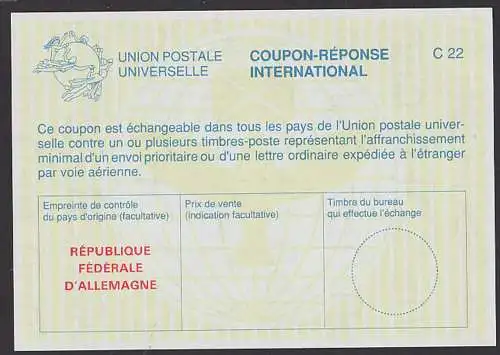 UNION POSTALE
UNIVERSELLE
COUPON-RÉPONSE
INTERNATIONAL
C 22
Ce coupon est échangeable dans tous les pays de l'Union postale univer-
selle contre un ou plusieurs timbres-poste représentant l'affranchissement
minimal d'un envoi prioritaire ou d'une lettre ordinaire expédiée à l'étranger
par voie aérienne.
Empreinte de contrôle
du pays d'origine (facultative)
Prix de vente
(indication facultative)
Timbre du bureau
qui effectue l'échange
RÉPUBLIQUE
FÉDÉRALE
D'ALLEMAGNE